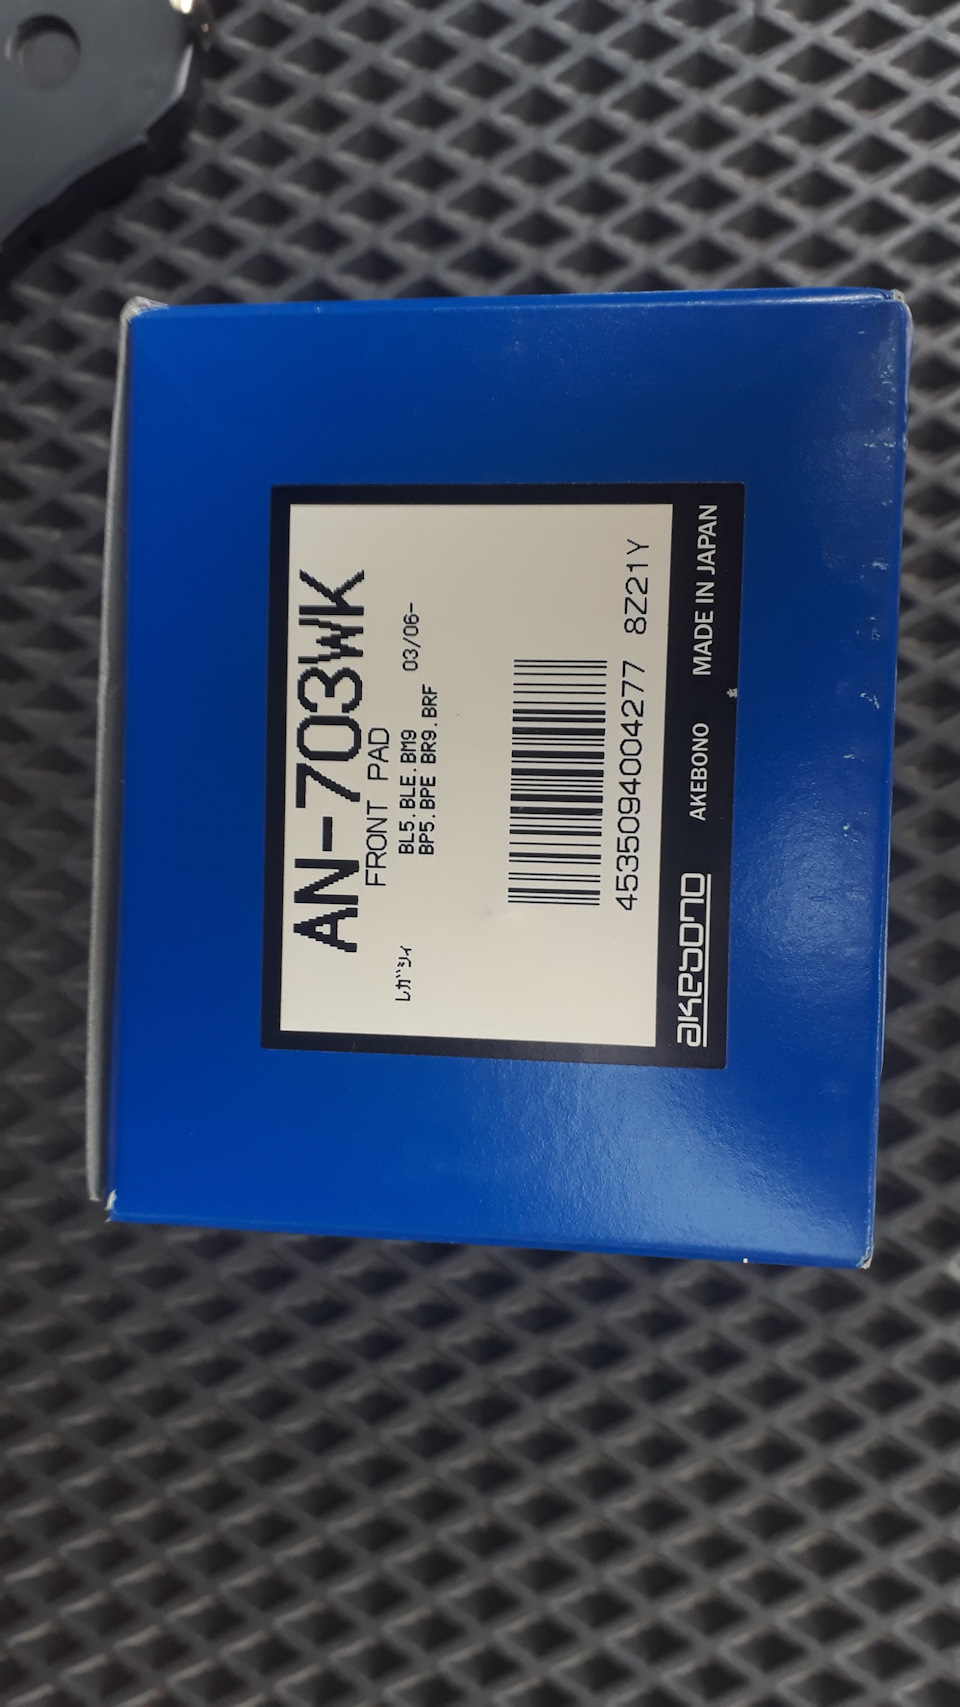 AN-703WK
FRONT PAD
レガシィ BL5.BLE.BM9 03/06-
BP5.BPE BR9.BRF
4535094004277 8Z21Y
akebono AKEBONO MADE IN JAPAN